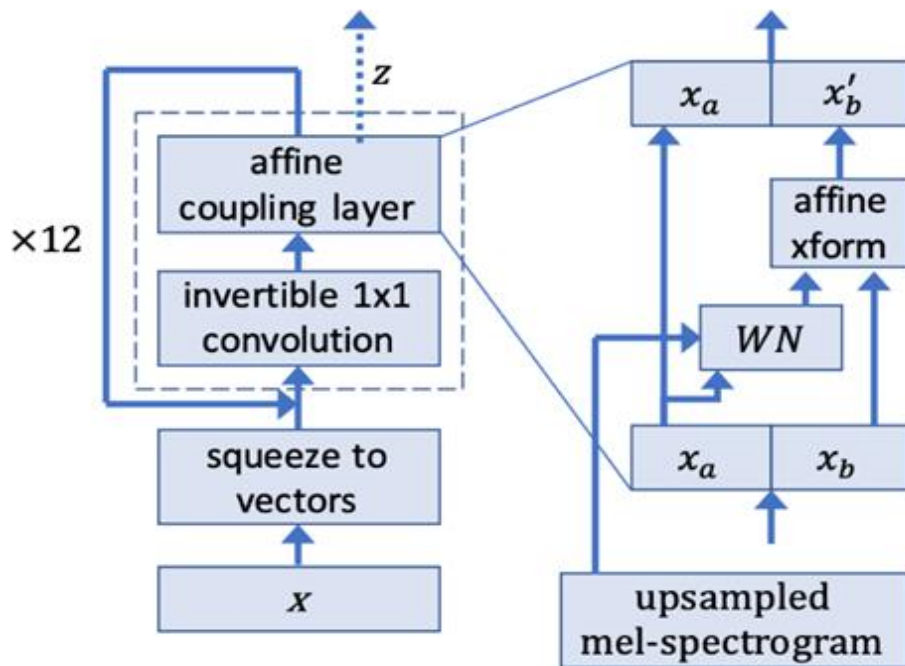 z
affine
coupling layer
×12
invertible 1x1
convolution
squeeze to
vectors
x
x_a x_b′
affine
xform
WN
x_a x_b
upsampled
mel-spectrogram